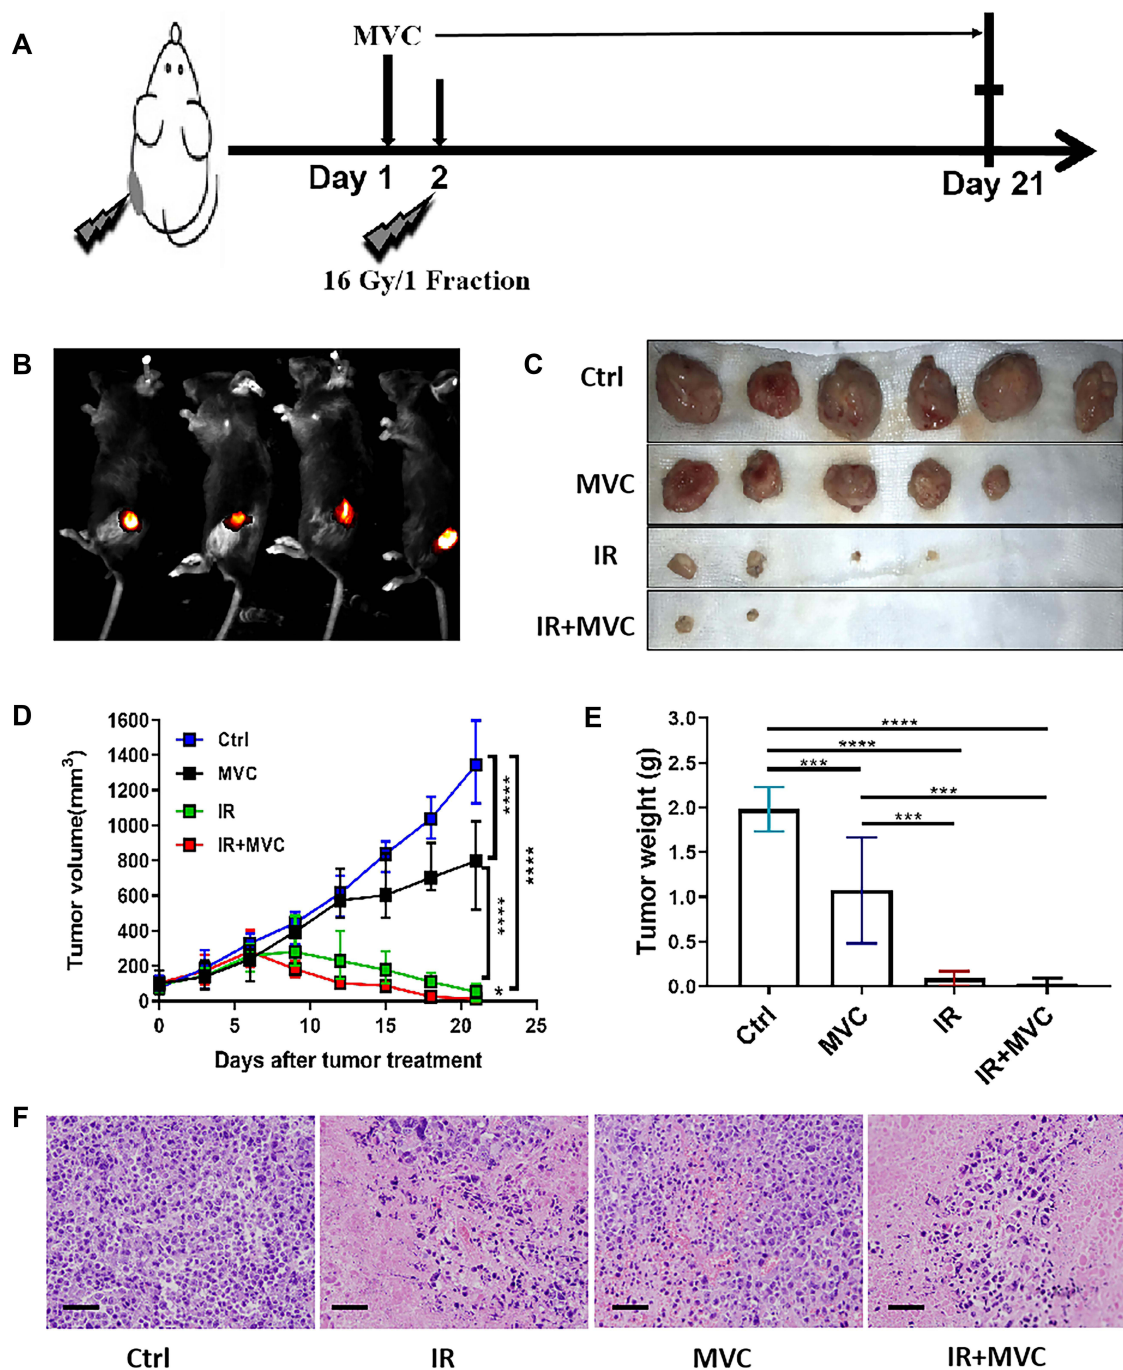 A
MVC
Day 1
2
Day 21
16 Gy/1 Fraction
B
C
Ctrl
MVC
IR
IR+MVC
D
Tumor volume(mm³)
1600
1400
1200
1000
800
600
400
200
0
0
5
10
15
20
25
Days after tumor treatment
Ctrl
MVC
IR
IR+MVC
****
****
****
*
E
Tumor weight (g)
3.0
2.5
2.0
1.5
1.0
0.5
0.0
****
****
***
***
***
Ctrl
MVC
IR
IR+MVC
F
Ctrl
IR
MVC
IR+MVC